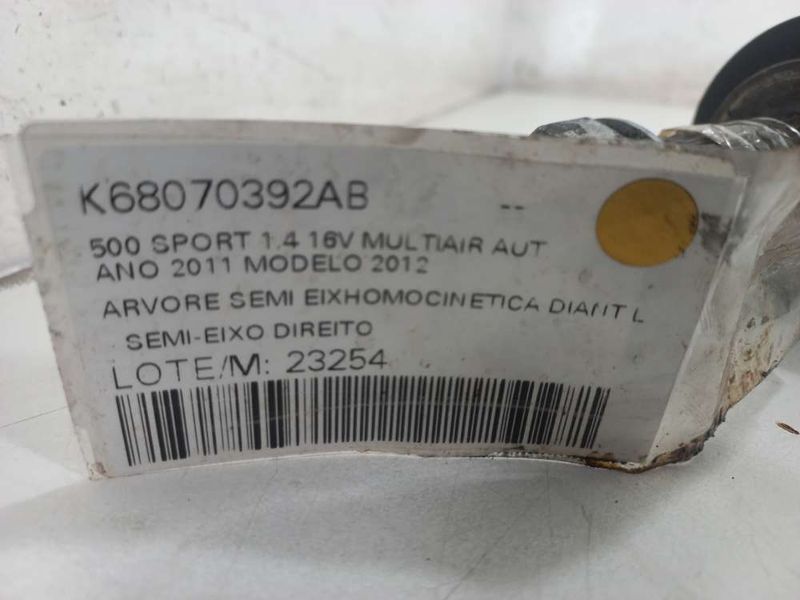 K68070392AB --
500 SPORT 1.4 16V MULTIAIR AUT
ANO 2011 MODELO 2012
ARVORE SEMI EIXHOMOCINETICA DIANT L
SEMI-EIXO DIREITO
LOTE/M: 23254